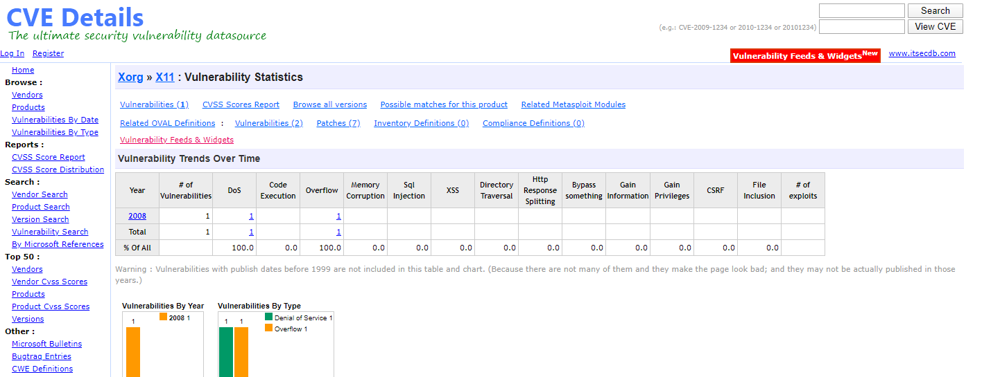 CVE Details
The ultimate security vulnerability datasource
Search
(e.g.: CVE-2009-1234 or 2010-1234 or 20101234) View CVE
Log In Register
Vulnerability Feeds & Widgets New www.itsecdb.com
Home
Browse :
Vendors
Products
Vulnerabilities By Date
Vulnerabilities By Type
Reports :
CVSS Score Report
CVSS Score Distribution
Search :
Vendor Search
Product Search
Version Search
Vulnerability Search
By Microsoft References
Top 50 :
Vendors
Vendor Cvss Scores
Products
Product Cvss Scores
Versions
Other :
Microsoft Bulletins
Bugtraq Entries
CWE Definitions
Xorg » X11 : Vulnerability Statistics
Vulnerabilities (1) CVSS Scores Report Browse all versions Possible matches for this product Related Metasploit Modules
Related OVAL Definitions : Vulnerabilities (2) Patches (7) Inventory Definitions (0) Compliance Definitions (0)
Vulnerability Feeds & Widgets
Vulnerability Trends Over Time
Year # of Vulnerabilities DoS Code Execution Overflow Memory Corruption Sql Injection XSS Directory Traversal Http Response Splitting Bypass something Gain Information Gain Privileges CSRF File Inclusion # of exploits
2008 1 1 1
Total 1 1 1
% Of All 100.0 0.0 100.0 0.0 0.0 0.0 0.0 0.0 0.0 0.0 0.0 0.0 0.0
Warning : Vulnerabilities with publish dates before 1999 are not included in this table and chart. (Because there are not many of them and they make the page look bad; and they may not be actually published in those
years.)
Vulnerabilities By Year
1
2008 1
Vulnerabilities By Type
1 1
Denial of Service 1
Overflow 1